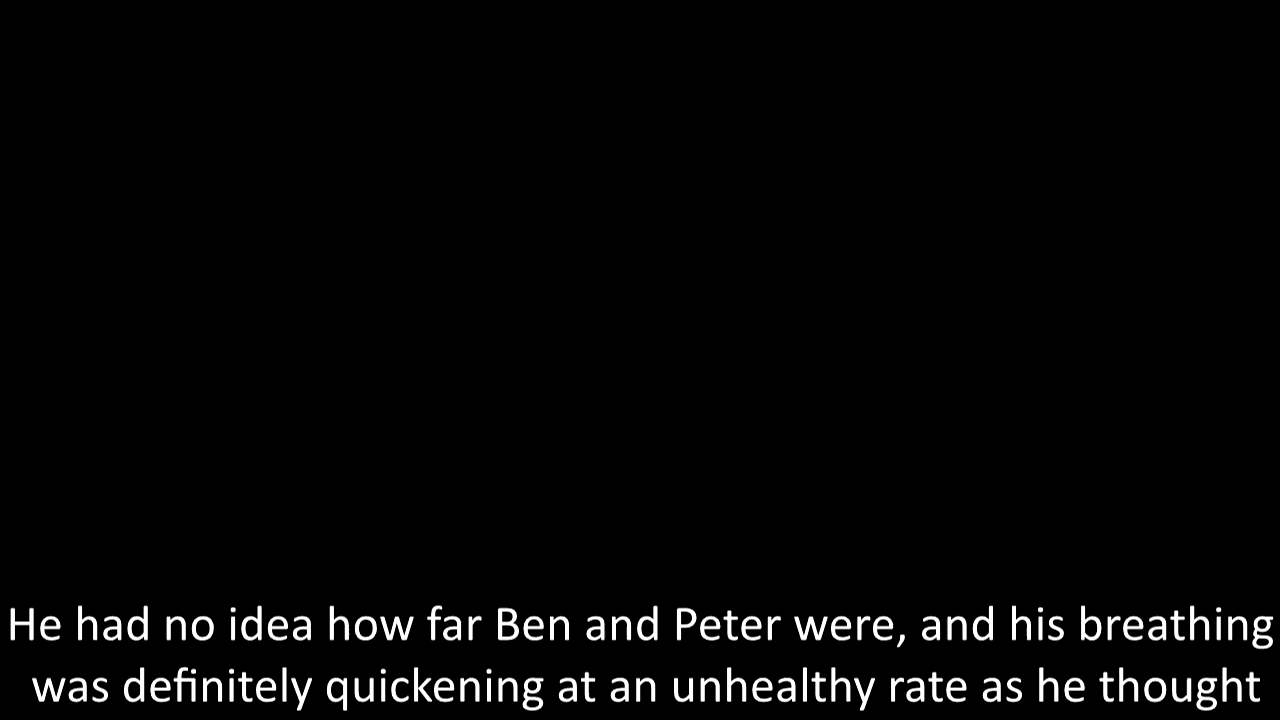 He had no idea how far Ben and Peter were, and his breathing
was definitely quickening at an unhealthy rate as he thought